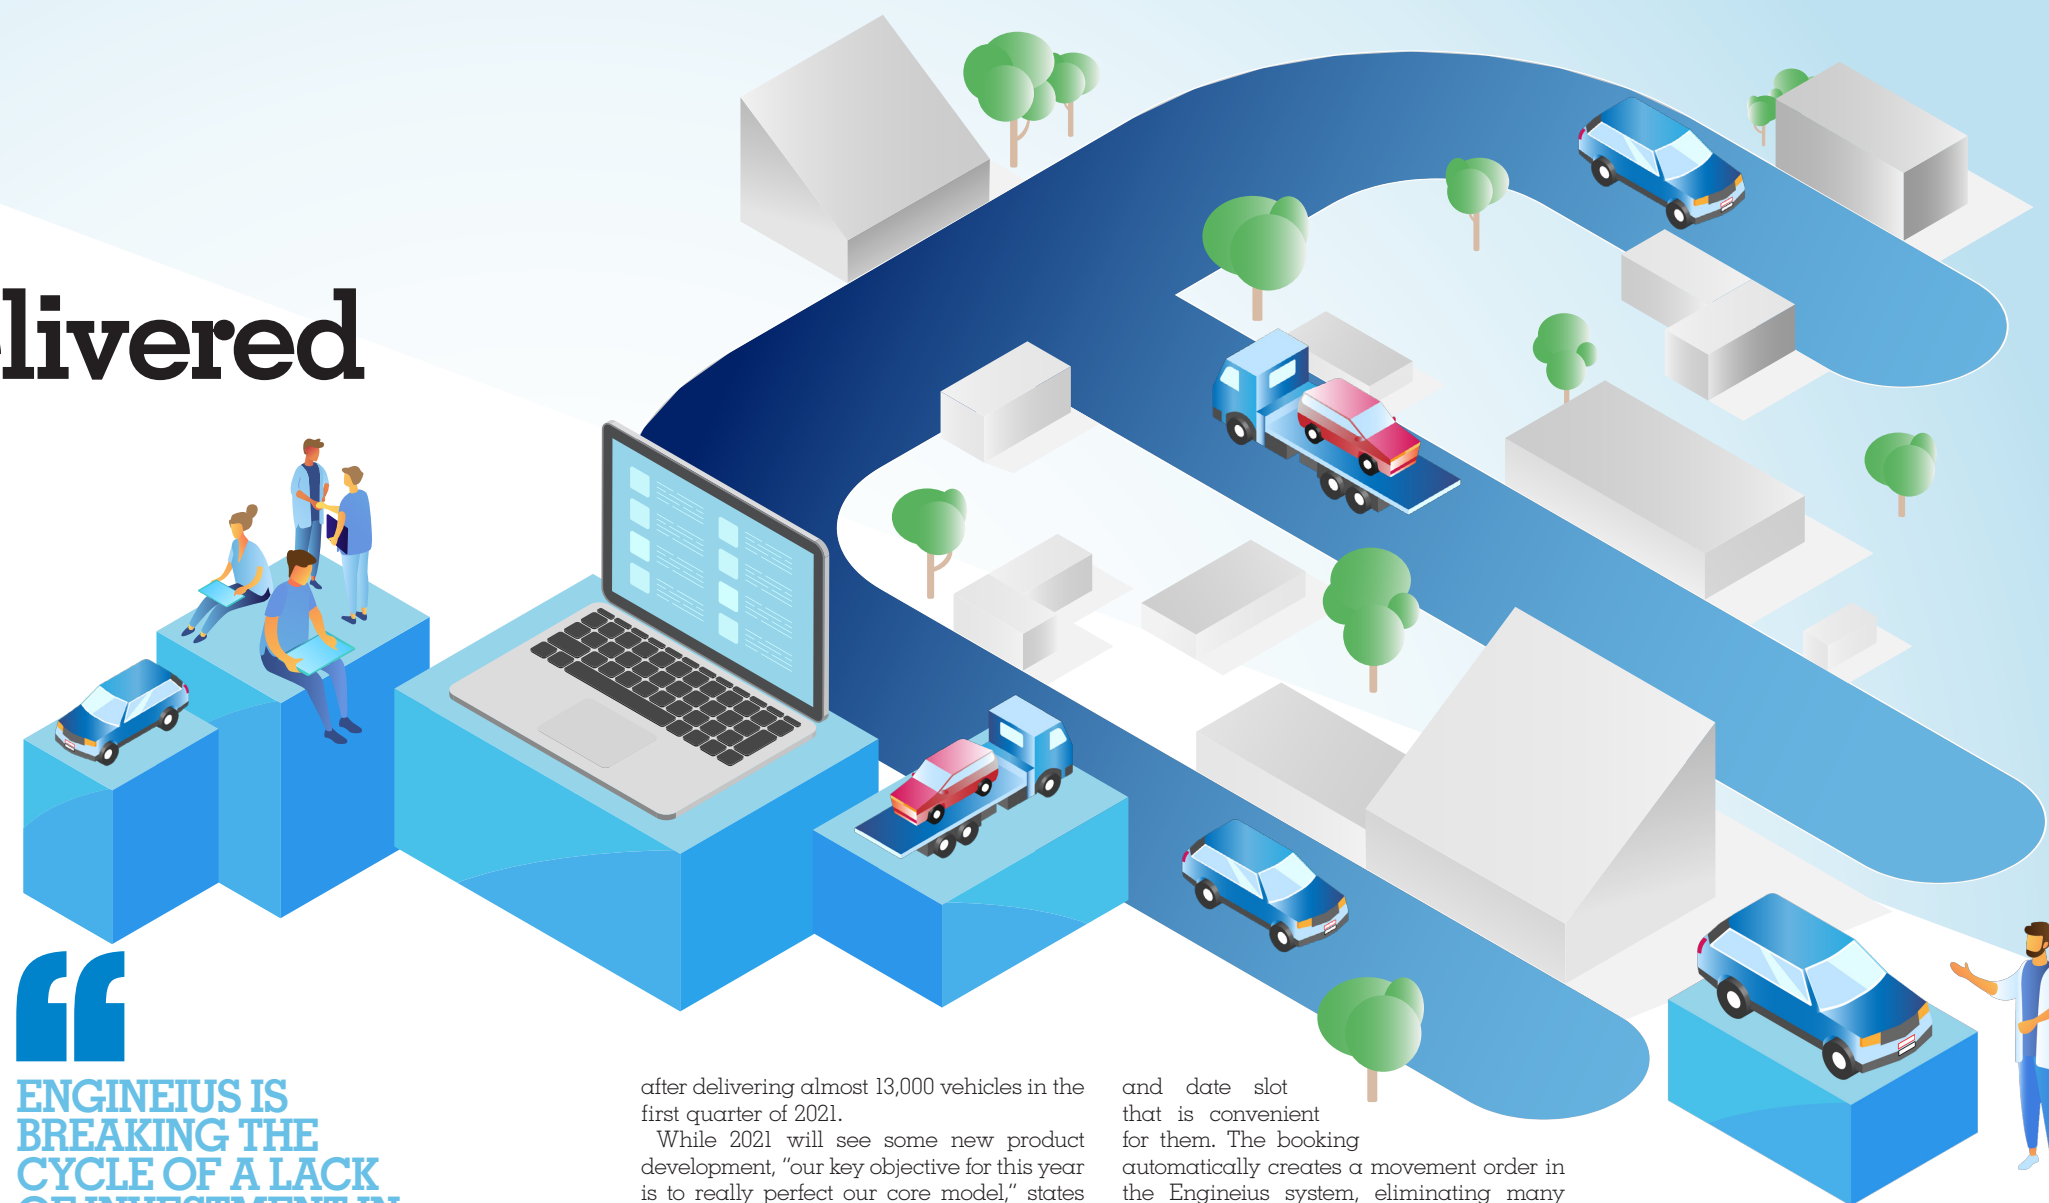 livered
“
ENGINEIUS IS
BREAKING THE
CYCLE OF A LACK
OF INVESTMENT IN
after delivering almost 13,000 vehicles in the
first quarter of 2021.
While 2021 will see some new product
development, "our key objective for this year
is to really perfect our core model," states
and date slot
that is convenient
for them. The booking
automatically creates a movement order in
the Engineius system, eliminating many